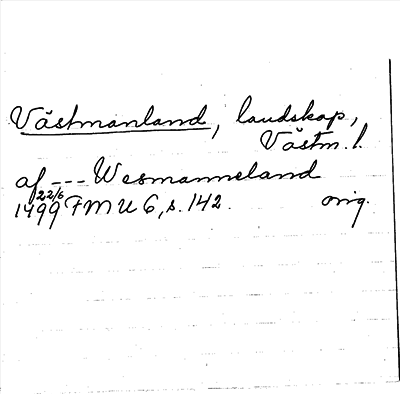 Västmanland, landskap,
Västm. l.
af --- Wesmanneland
22/6
1499 FMU 6, s. 142. orig.